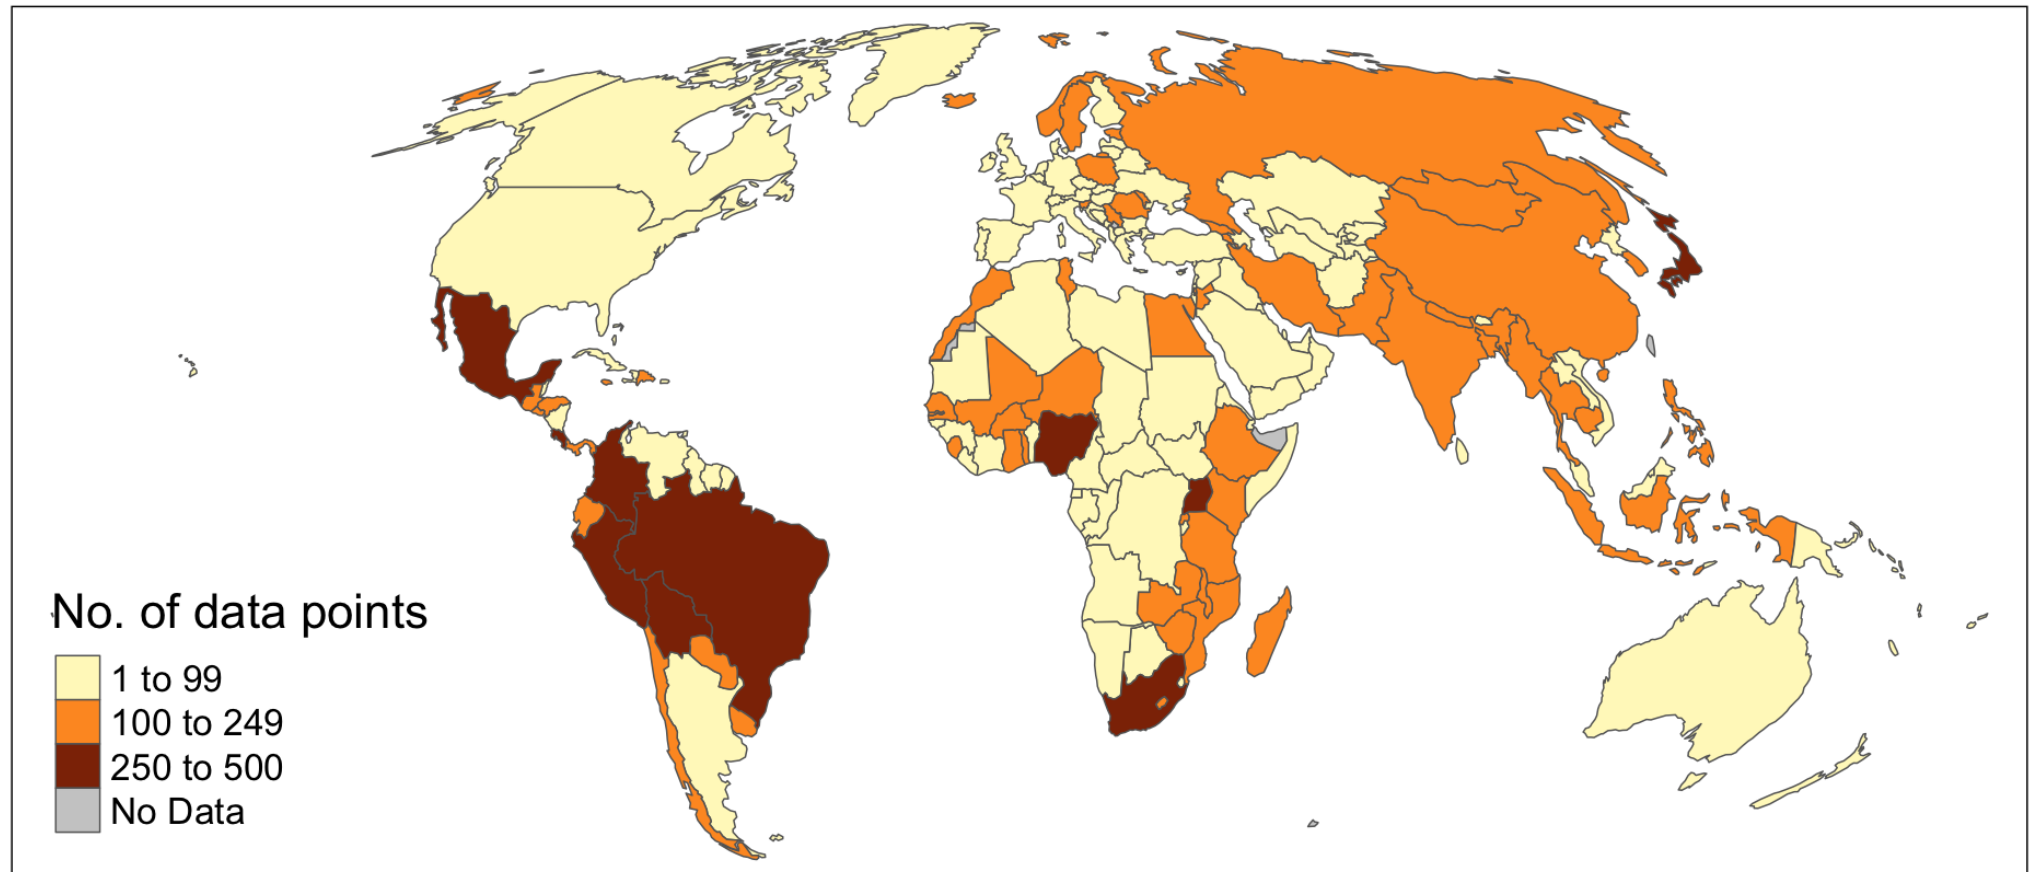 No. of data points
1 to 99
100 to 249
250 to 500
No Data